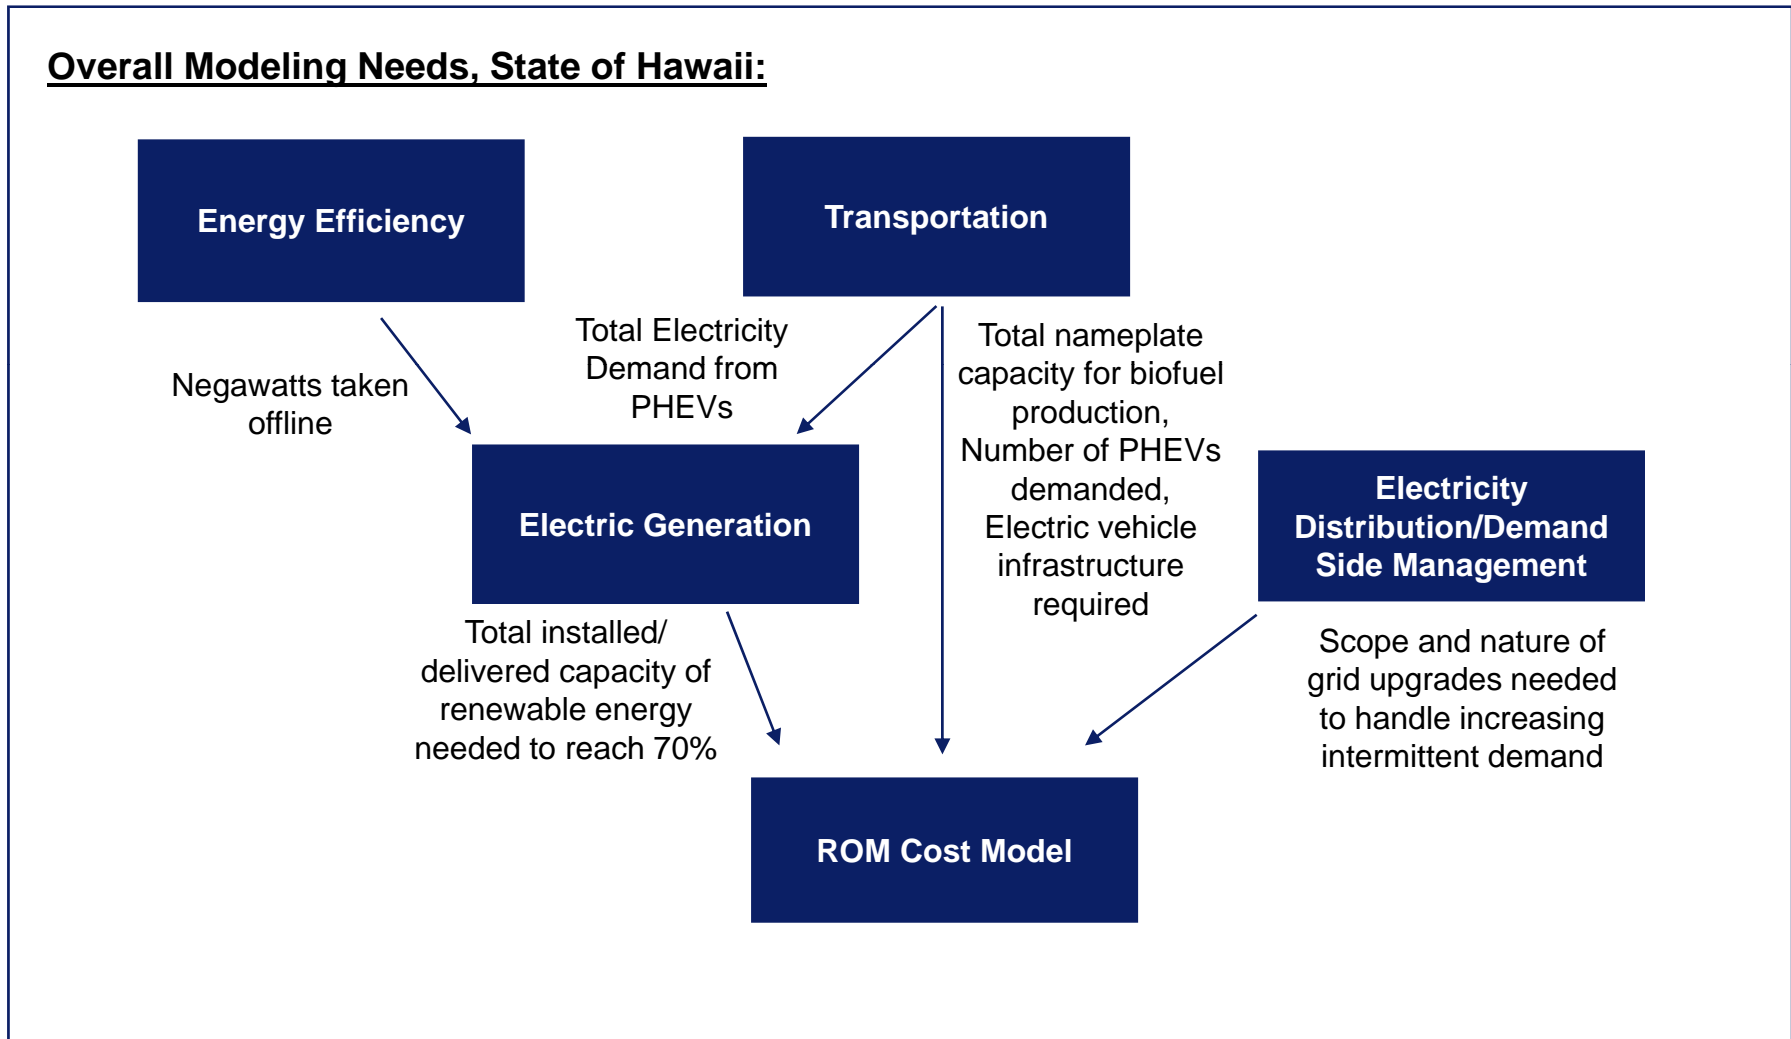 Overall Modeling Needs, State of Hawaii:
Energy Efficiency
Transportation
Negawatts taken
offline
Total Electricity
Demand from
PHEVs
Total nameplate
capacity for biofuel
production,
Number of PHEVs
demanded,
Electric vehicle
infrastructure
required
Electric Generation
Electricity
Distribution/Demand
Side Management
Total installed/
delivered capacity of
renewable energy
needed to reach 70%
Scope and nature of
grid upgrades needed
to handle increasing
intermittent demand
ROM Cost Model